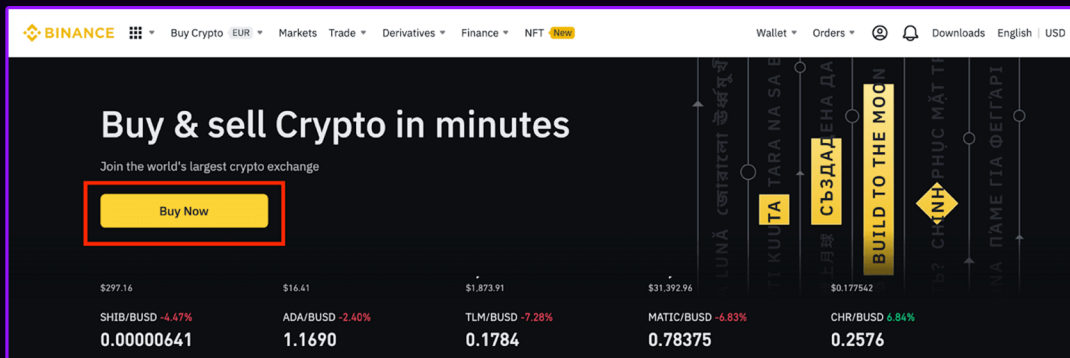 BINANCE
Buy Crypto EUR
Markets
Trade
Derivatives
Finance
NFT New
Wallet
Orders
Downloads
English | USD
Buy & sell Crypto in minutes
Join the world's largest crypto exchange
Buy Now
TA
СЪЗДАД
BUILD TO THE MOON
$297.16
$16.41
$1,873.91
$31,392.96
$0.177542
SHIB/BUSD -4.47%
ADA/BUSD -2.40%
TLM/BUSD -7.28%
MATIC/BUSD -6.83%
CHR/BUSD 6.84%
0.00000641
1.1690
0.1784
0.78375
0.2576